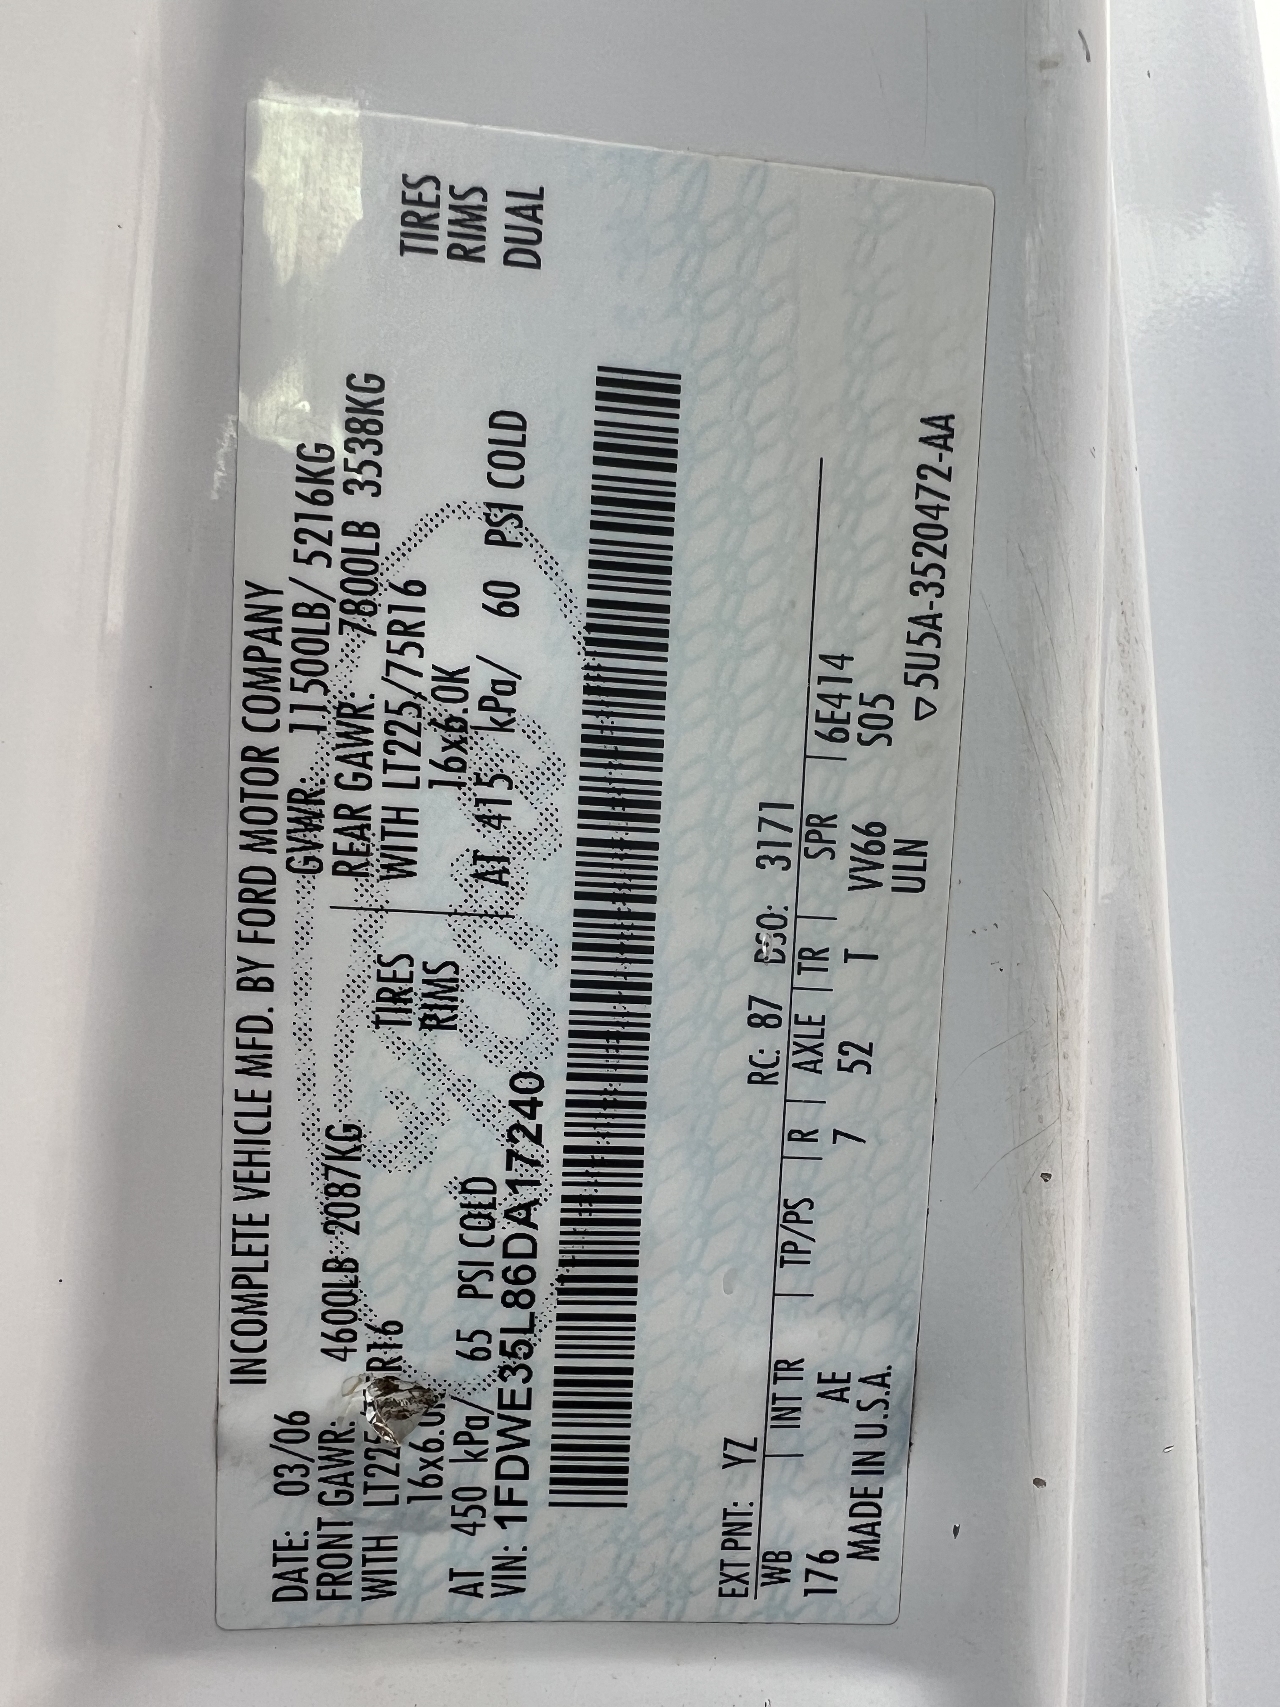 INCOMPLETE VEHICLE MFD. BY FORD MOTOR COMPANY
DATE: 03/06 GVWR: 11500LB/ 5216KG
FRONT GAWR: 4600LB 2087KG REAR GAWR: 7800LB 3538KG
WITH TIRES WITH LT225/75R16 TIRES
16x6. RIMS 16x6.0K RIMS
AT 450 kPa/ 65 PSI COLD AT 415 kPa/ 60 PSI COLD DUAL
VIN: 1FDWE35L86DA17240
EXT PNT: YZ RC: 87 DSO: 3171
WB INT TR TP/PS R AXLE TR SPR 6E414
176 AE 7 52 T VV66 S05
MADE IN U.S.A. ULN ▽5U5A-3520472-AA